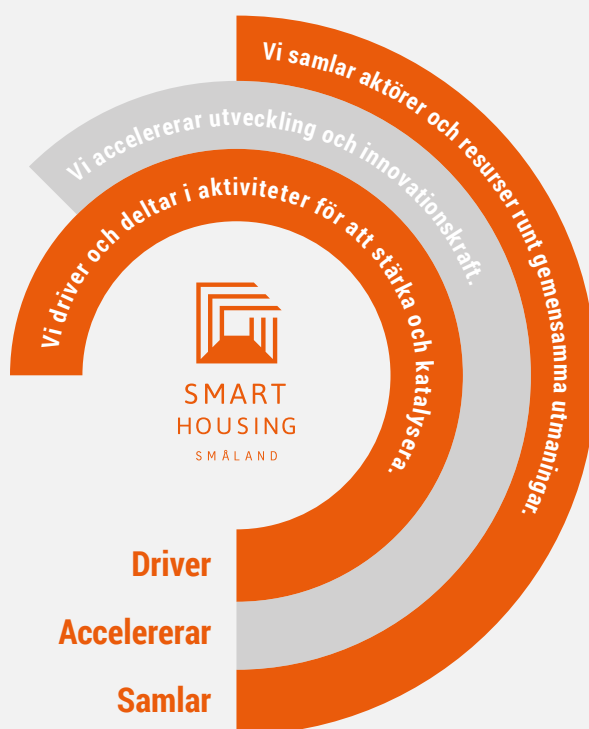 Vi samlar aktörer och resurser runt gemensamma utmaningar.
Vi accelererar utveckling och innovationskraft.
Vi driver och deltar i aktiviteter för att stärka och katalysera.
SMART
HOUSING
SMÅLAND
Driver
Accelererar
Samlar